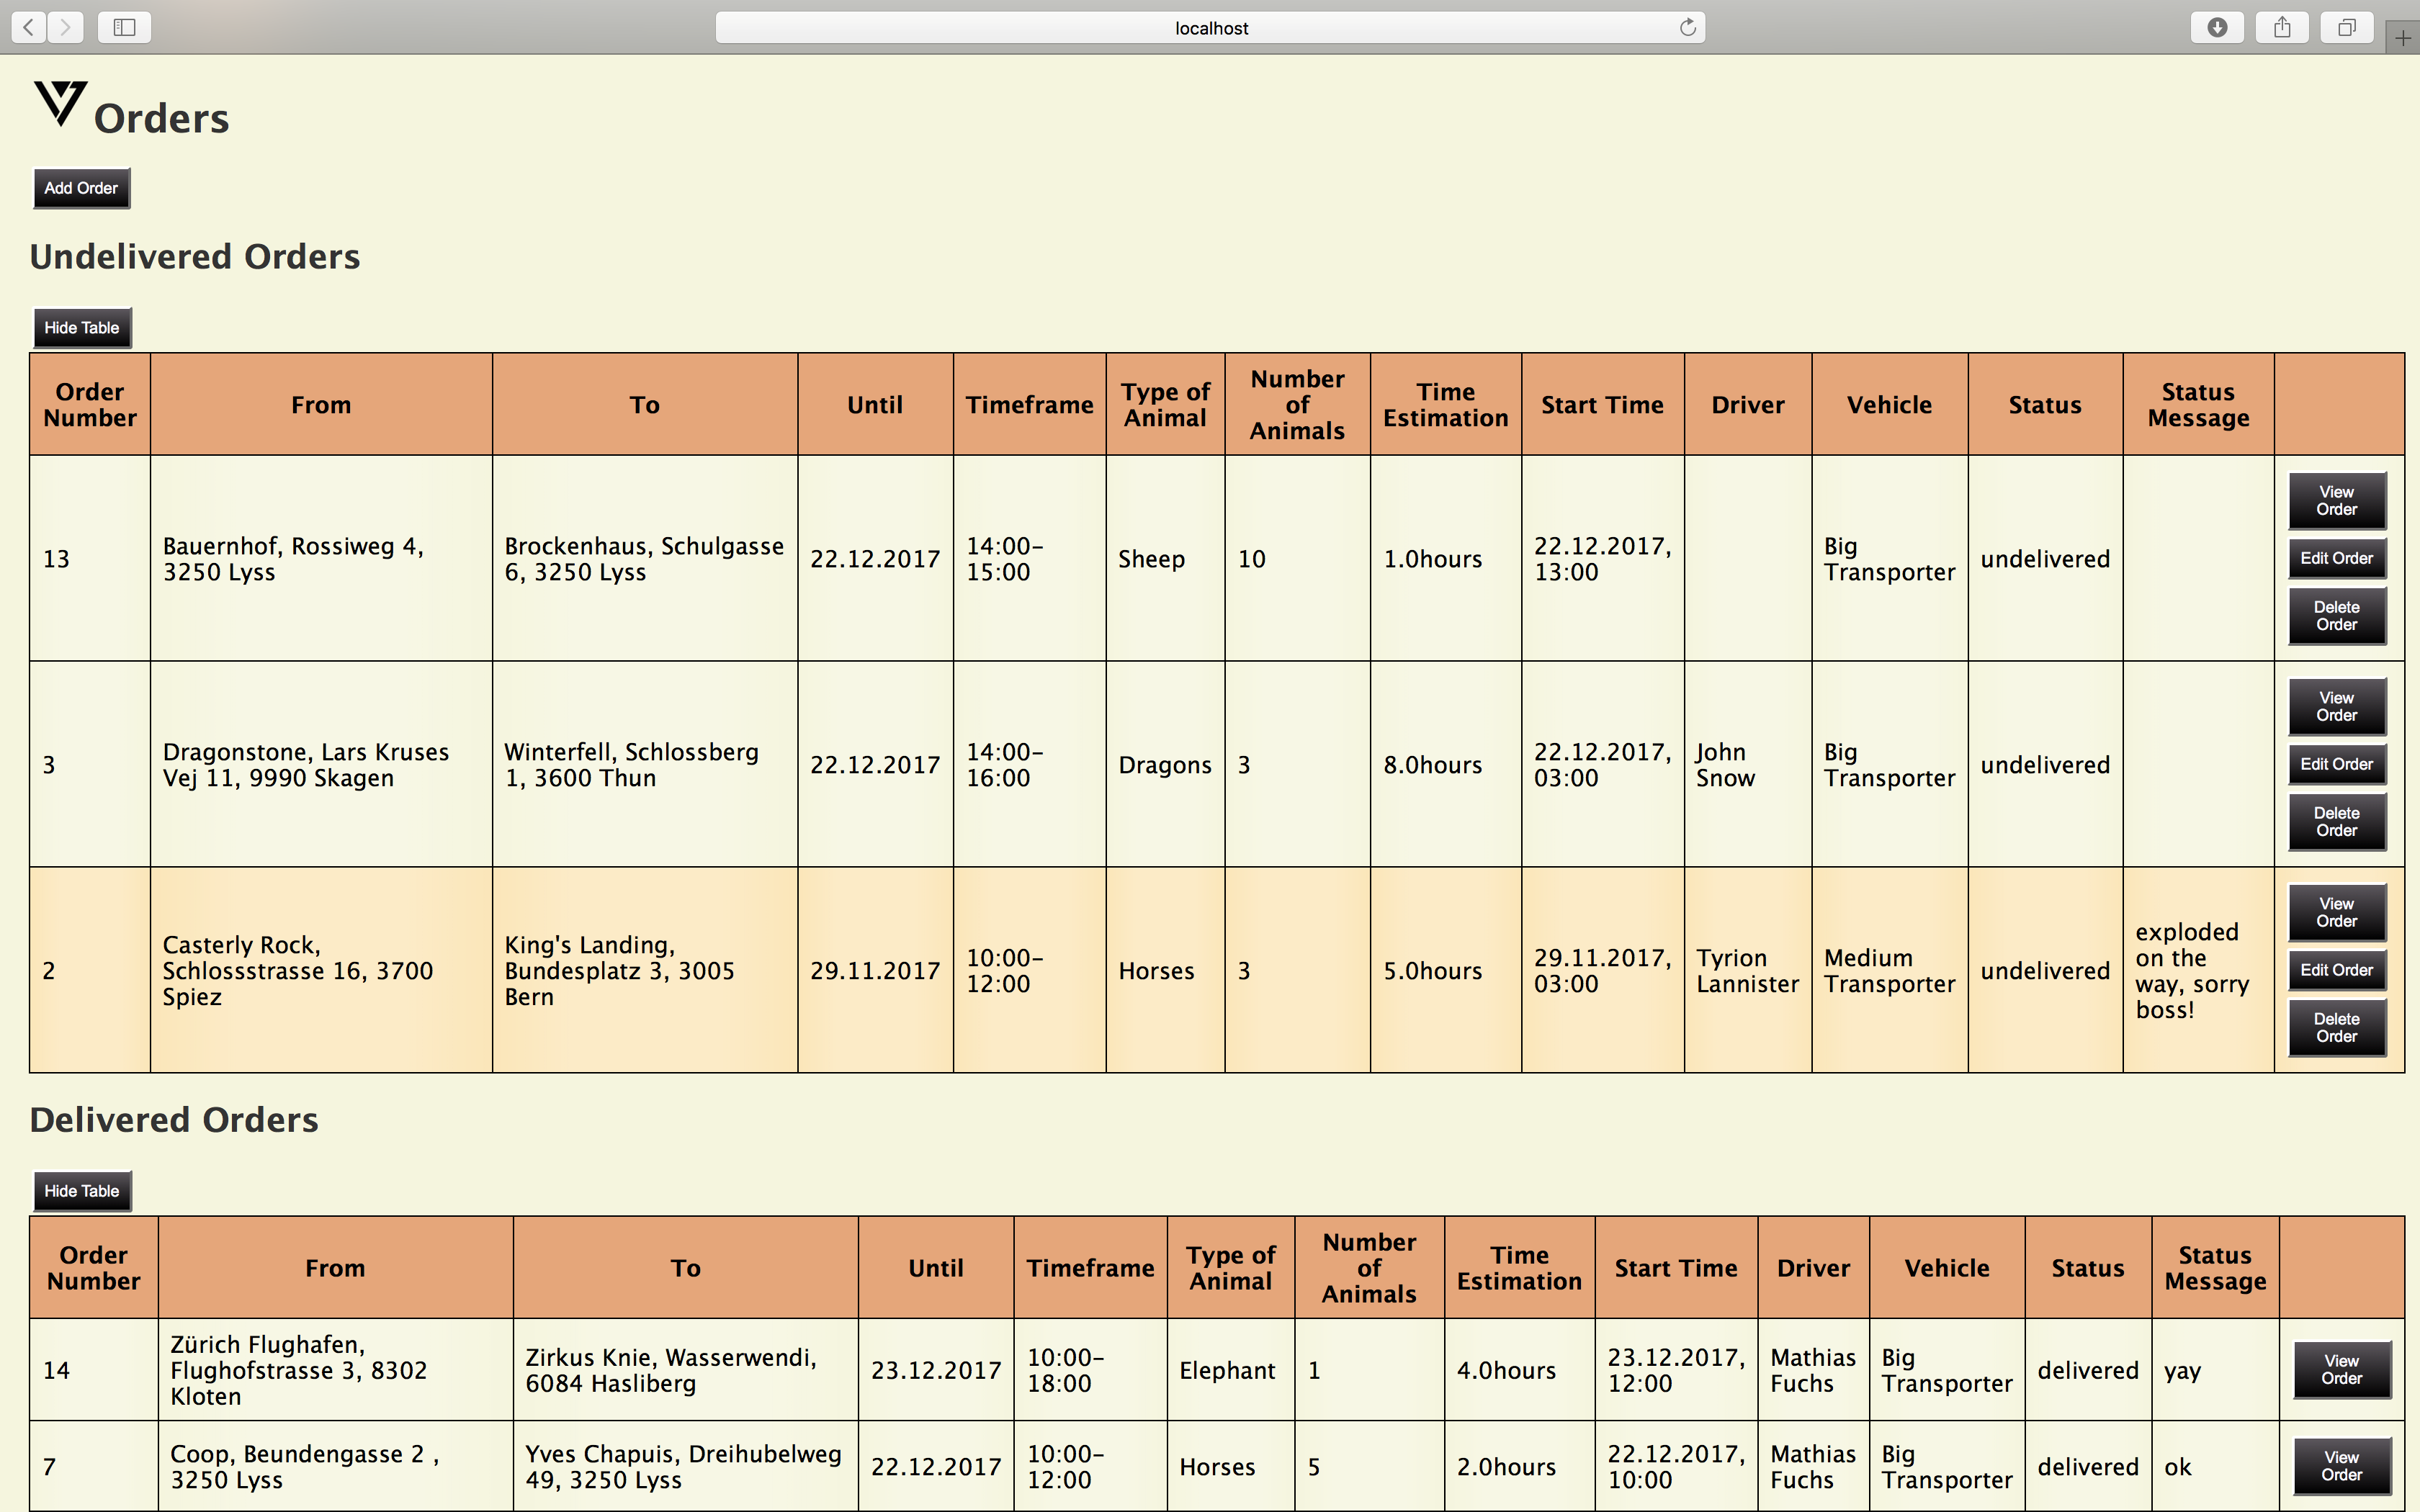 localhost
Orders
Add Order
Undelivered Orders
Hide Table
Order
Number
From
To
Until
Timeframe
Type of
Animal
Number
of
Animals
Time
Estimation
Start Time
Driver
Vehicle
Status
Status
Message
13
Bauernhof, Rossiweg 4,
3250 Lyss
Brockenhaus, Schulgasse
6, 3250 Lyss
22.12.2017
14:00-
15:00
Sheep
10
1.0hours
22.12.2017,
13:00
Big
Transporter
undelivered
View
Order
Edit Order
Delete
Order
3
Dragonstone, Lars Kruses
Vej 11, 9990 Skagen
Winterfell, Schlossberg
1, 3600 Thun
22.12.2017
14:00-
16:00
Dragons
3
8.0hours
22.12.2017,
03:00
John
Snow
Big
Transporter
undelivered
View
Order
Edit Order
Delete
Order
2
Casterly Rock,
Schlossstrasse 16, 3700
Spiez
King's Landing,
Bundesplatz 3, 3005
Bern
29.11.2017
10:00-
12:00
Horses
3
5.0hours
29.11.2017,
03:00
Tyrion
Lannister
Medium
Transporter
undelivered
exploded
on the
way, sorry
boss!
View
Order
Edit Order
Delete
Order
Delivered Orders
Hide Table
Order
Number
From
To
Until
Timeframe
Type of
Animal
Number
of
Animals
Time
Estimation
Start Time
Driver
Vehicle
Status
Status
Message
14
Zürich Flughafen,
Flughofstrasse 3, 8302
Kloten
Zirkus Knie, Wasserwendi,
6084 Hasliberg
23.12.2017
10:00-
18:00
Elephant
1
4.0hours
23.12.2017,
12:00
Mathias
Fuchs
Big
Transporter
delivered
yay
View
Order
7
Coop, Beundengasse 2 ,
3250 Lyss
Yves Chapuis, Dreihubelweg
49, 3250 Lyss
22.12.2017
10:00-
12:00
Horses
5
2.0hours
22.12.2017,
10:00
Mathias
Fuchs
Big
Transporter
delivered
ok
View
Order